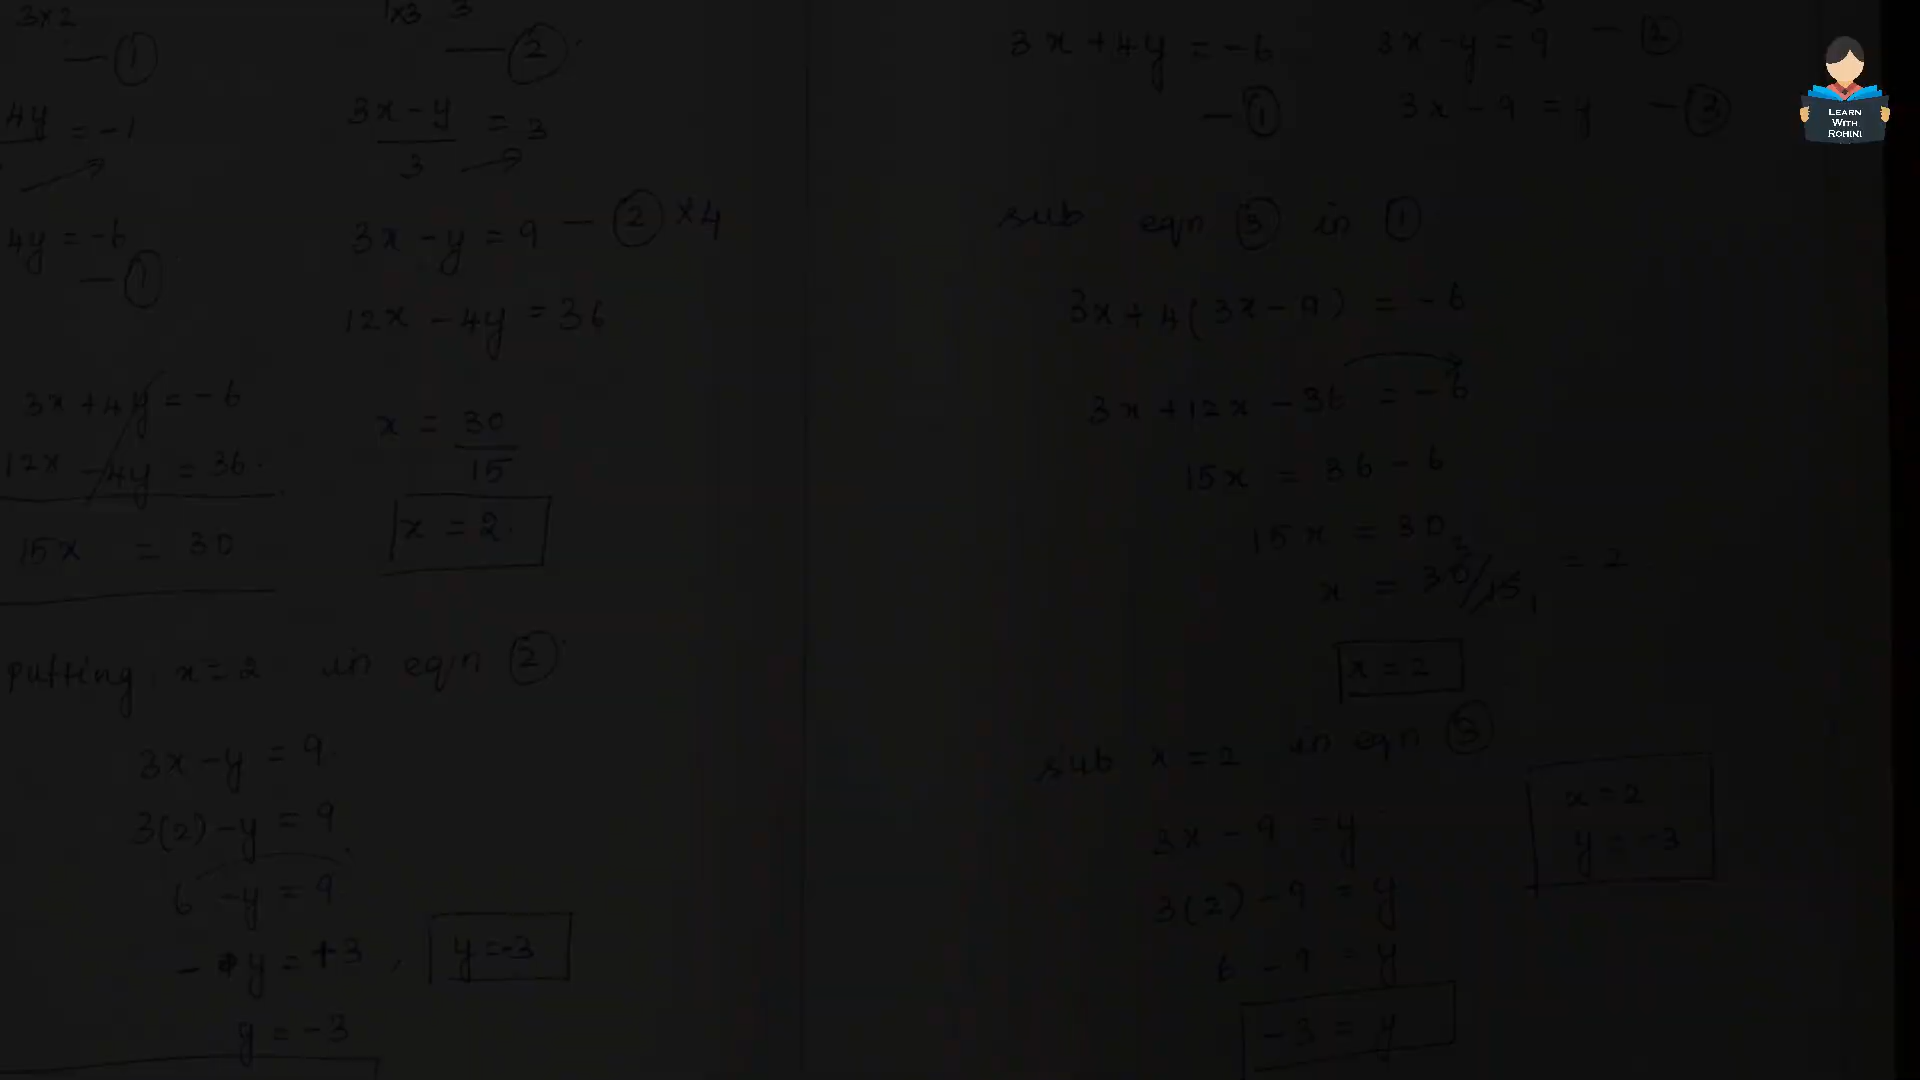 3x2
1x3 3
— ①
— ②
4y = -1
3x - y = 3
3
4y = -6
— ①
3x - y = 9 — ② x4
12x - 4y = 36
3x + 4y = -6
12x - 4y = 36.
15x = 30
x = 30
15
x = 2.
putting x = 2 in eqn ②
3x - y = 9
3(2) - y = 9
6 - y = 9
- y = +3,
y = -3
y = -3
3x + 4y = -6
— ①
3x - y = 9 — ②
3x - 9 = y — ③
sub eqn ③ in ①
3x + 4(3x - 9) = -6
3x + 12x - 36 = -6
15x = 36 - 6
15x = 30
x = 30/15 = 2
2
1
x = 2
sub x = 2 in eqn ③
3x - 9 = y
3(2) - 9 = y
6 - 9 = y
-3 = y
x = 2
y = -3
LEARN
WITH
ROHINI